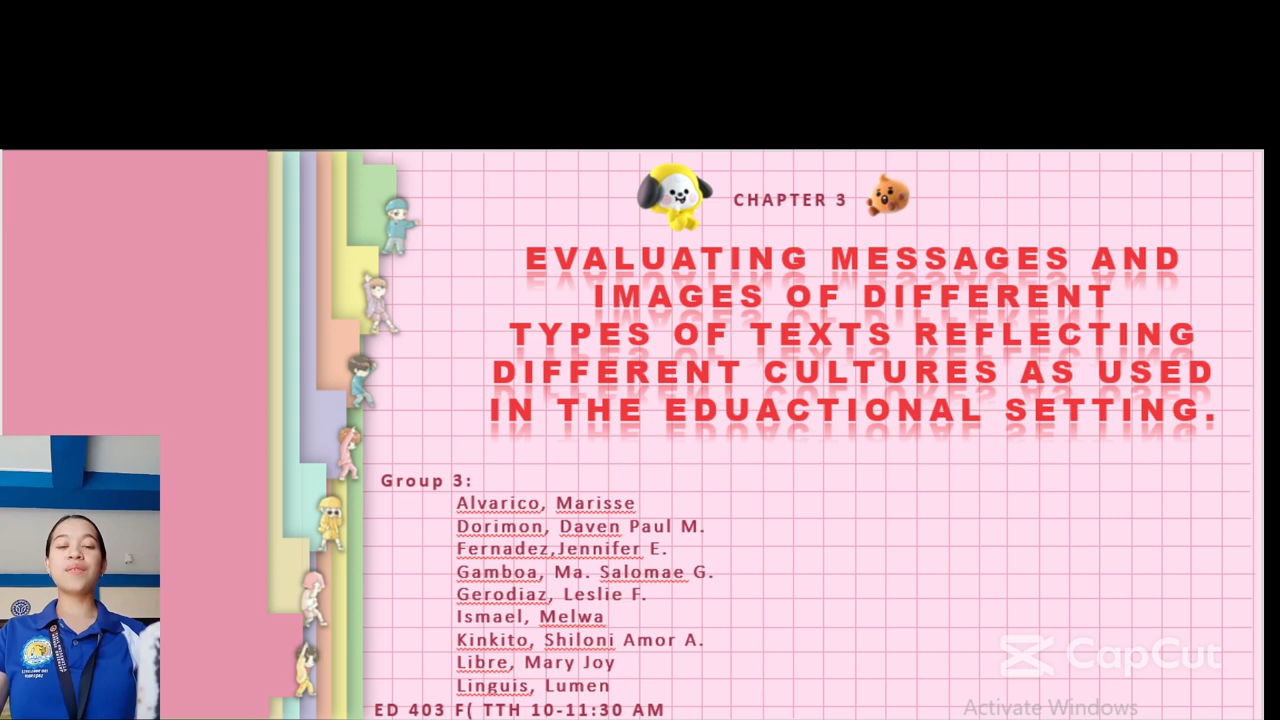 CHAPTER 3
EVALUATING MESSAGES AND
IMAGES OF DIFFERENT
TYPES OF TEXTS REFLECTING
DIFFERENT CULTURES AS USED
IN THE EDUACTIONAL SETTING.
Group 3:
Alvarico, Marisse
Dorimon, Daven Paul M.
Fernadez,Jennifer E.
Gamboa, Ma. Salomae G.
Gerodiaz, Leslie F.
Ismael, Melwa
Kinkito, Shiloni Amor A.
Libre, Mary Joy
Linguis, Lumen
ED 403 F( TTH 10-11:30 AM
CapCut
Activate Windows